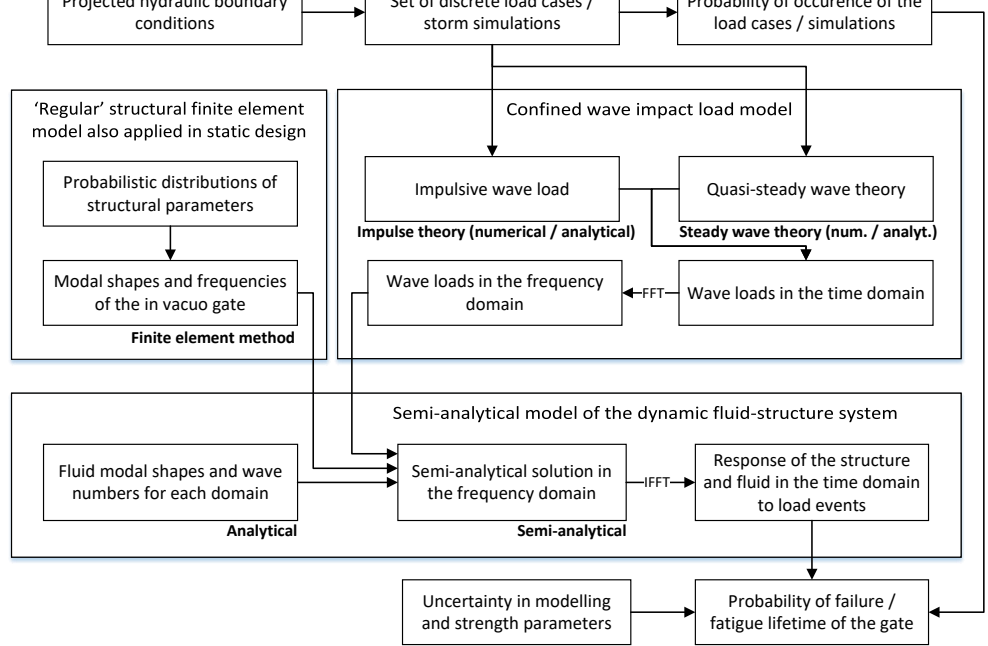 Projected hydraulic boundary
conditions
Set of discrete load cases /
storm simulations
Probability of occurence of the
load cases / simulations
'Regular' structural finite element
model also applied in static design
Probabilistic distributions of
structural parameters
Modal shapes and frequencies
of the in vacuo gate
Finite element method
Confined wave impact load model
Impulsive wave load
Impulse theory (numerical / analytical)
Quasi-steady wave theory
Steady wave theory (num. / analyt.)
Wave loads in the frequency
domain
FFT
Wave loads in the time domain
Semi-analytical model of the dynamic fluid-structure system
Fluid modal shapes and wave
numbers for each domain
Analytical
Semi-analytical solution in
the frequency domain
Semi-analytical
IFFT
Response of the structure
and fluid in the time domain
to load events
Uncertainty in modelling
and strength parameters
Probability of failure /
fatigue lifetime of the gate